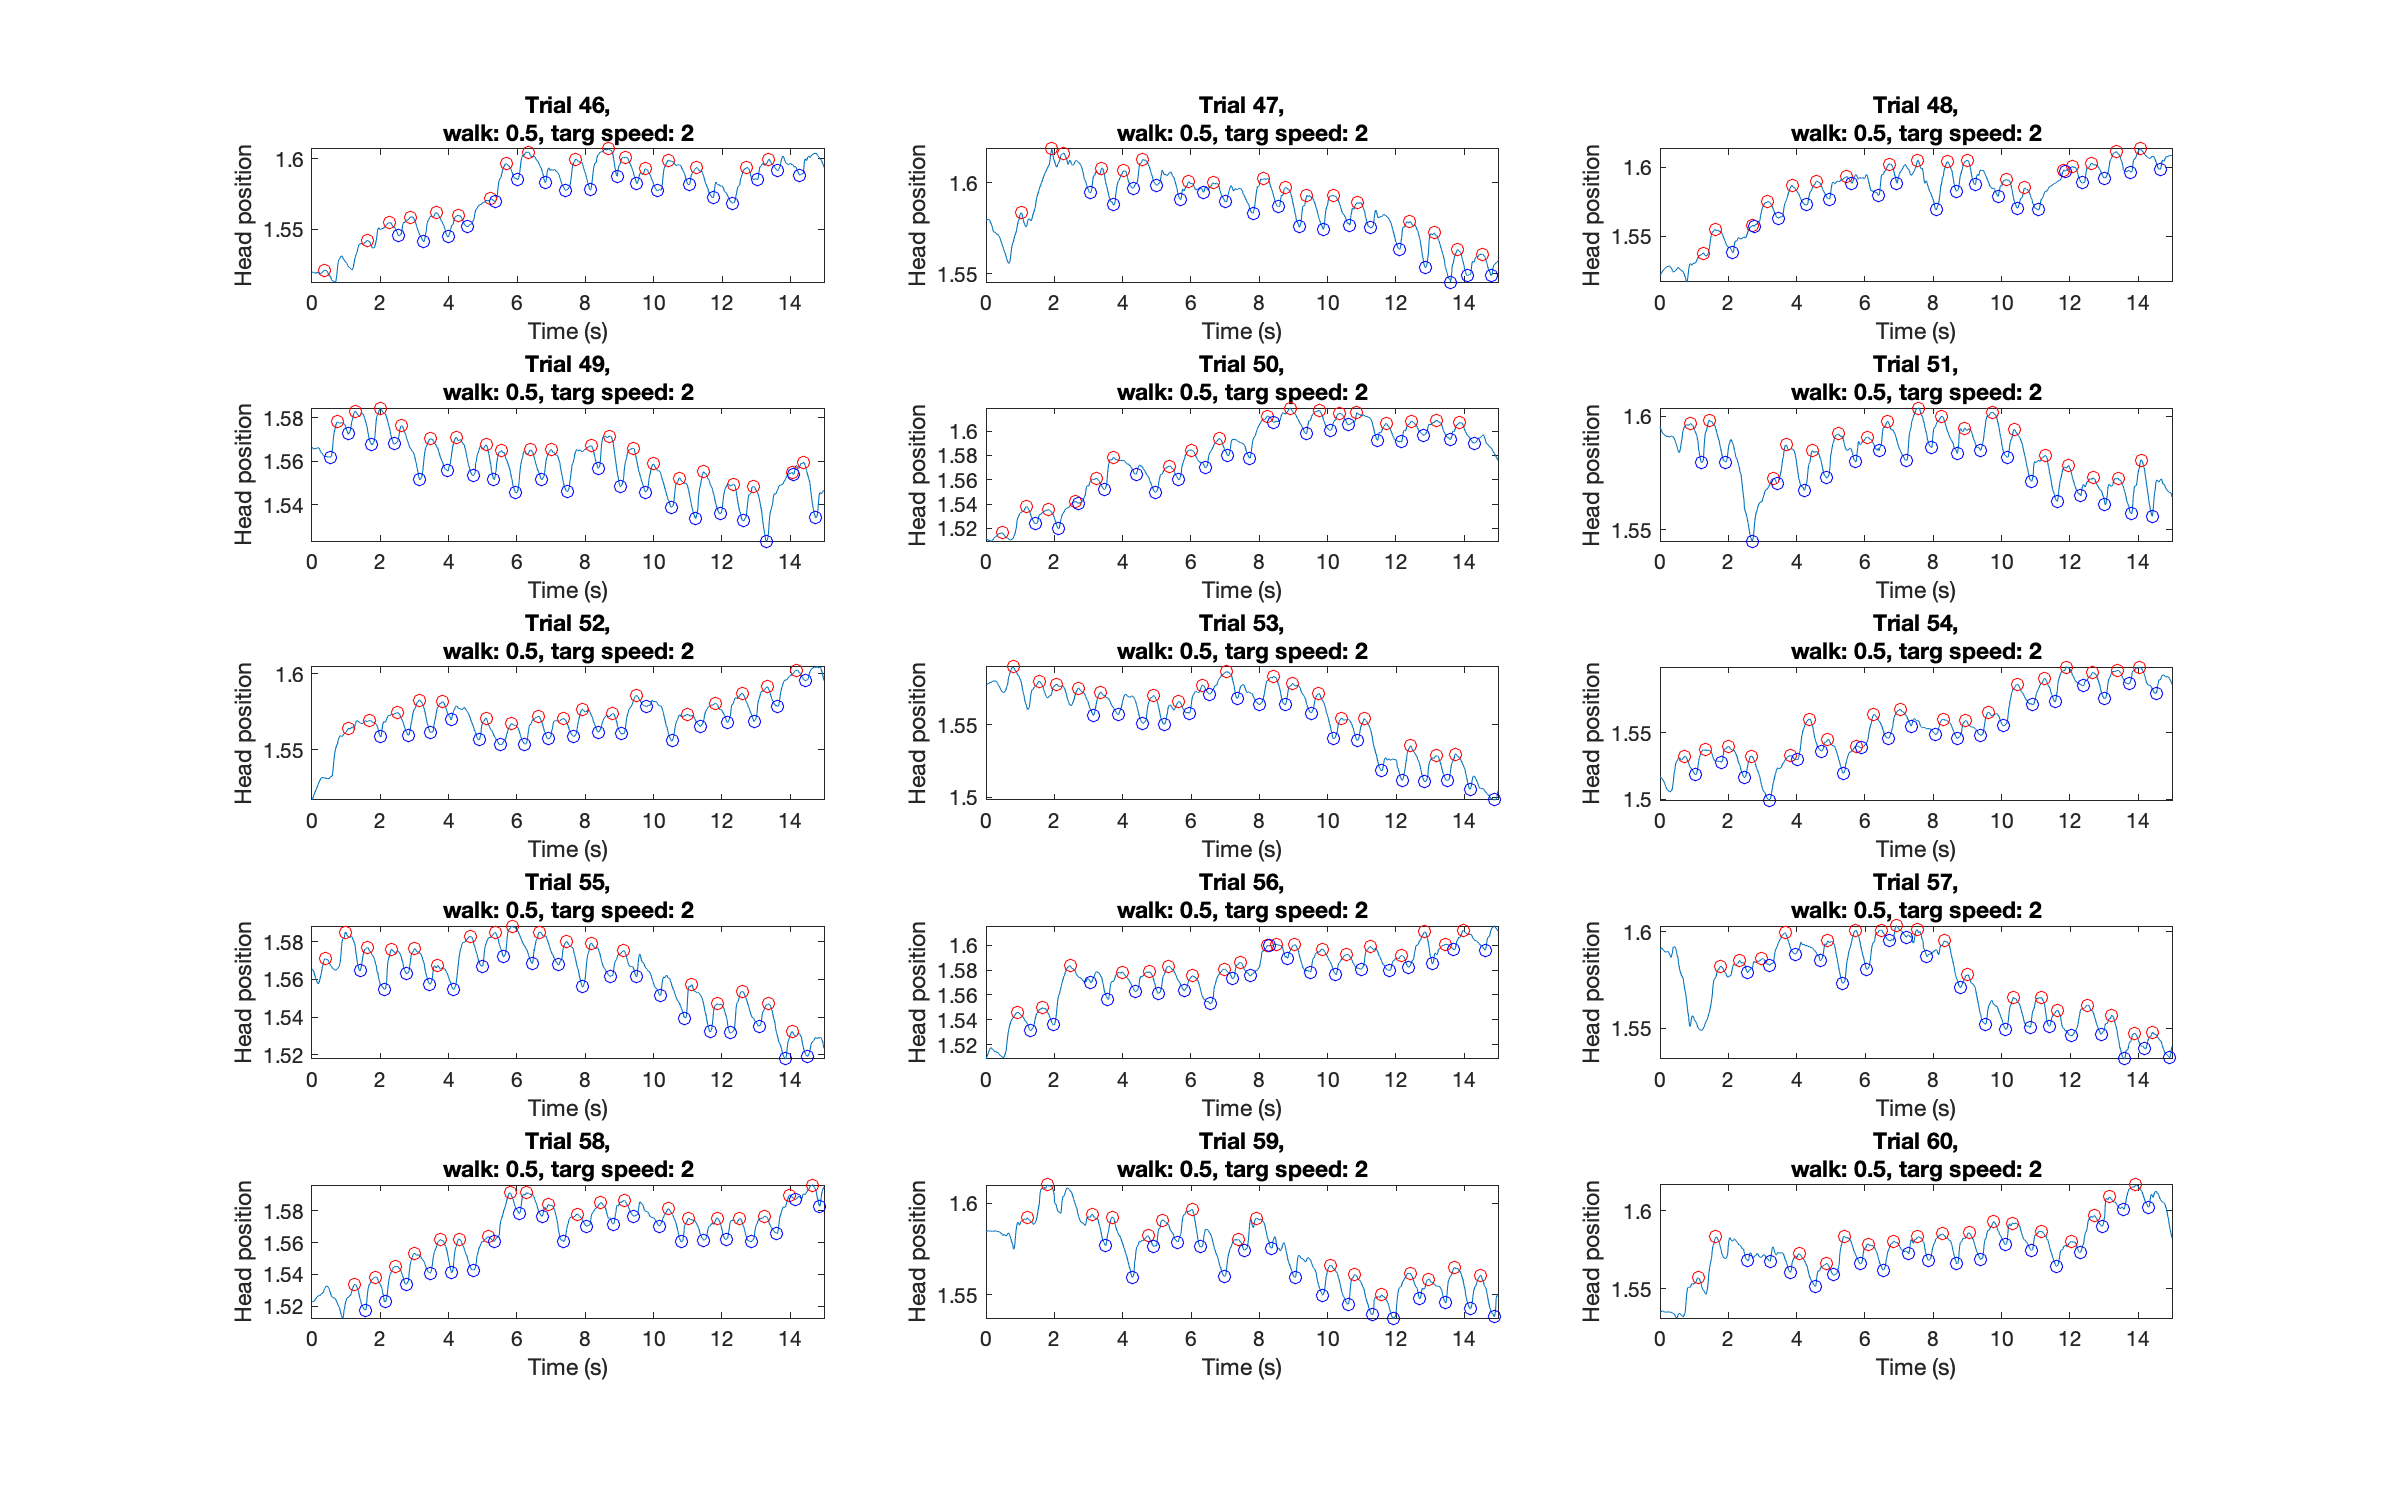 Trial 46,
walk: 0.5, targ speed: 2
Head position
1.6
1.55
0 2 4 6 8 10 12 14
Time (s)
Trial 47,
walk: 0.5, targ speed: 2
Head position
1.6
1.55
0 2 4 6 8 10 12 14
Time (s)
Trial 48,
walk: 0.5, targ speed: 2
Head position
1.6
1.55
0 2 4 6 8 10 12 14
Time (s)
Trial 49,
walk: 0.5, targ speed: 2
Head position
1.58
1.56
1.54
0 2 4 6 8 10 12 14
Time (s)
Trial 50,
walk: 0.5, targ speed: 2
Head position
1.6
1.58
1.56
1.54
1.52
0 2 4 6 8 10 12 14
Time (s)
Trial 51,
walk: 0.5, targ speed: 2
Head position
1.6
1.55
0 2 4 6 8 10 12 14
Time (s)
Trial 52,
walk: 0.5, targ speed: 2
Head position
1.6
1.55
0 2 4 6 8 10 12 14
Time (s)
Trial 53,
walk: 0.5, targ speed: 2
Head position
1.55
1.5
0 2 4 6 8 10 12 14
Time (s)
Trial 54,
walk: 0.5, targ speed: 2
Head position
1.55
1.5
0 2 4 6 8 10 12 14
Time (s)
Trial 55,
walk: 0.5, targ speed: 2
Head position
1.58
1.56
1.54
1.52
0 2 4 6 8 10 12 14
Time (s)
Trial 56,
walk: 0.5, targ speed: 2
Head position
1.6
1.58
1.56
1.54
1.52
0 2 4 6 8 10 12 14
Time (s)
Trial 57,
walk: 0.5, targ speed: 2
Head position
1.6
1.55
0 2 4 6 8 10 12 14
Time (s)
Trial 58,
walk: 0.5, targ speed: 2
Head position
1.58
1.56
1.54
1.52
0 2 4 6 8 10 12 14
Time (s)
Trial 59,
walk: 0.5, targ speed: 2
Head position
1.6
1.55
0 2 4 6 8 10 12 14
Time (s)
Trial 60,
walk: 0.5, targ speed: 2
Head position
1.6
1.55
0 2 4 6 8 10 12 14
Time (s)